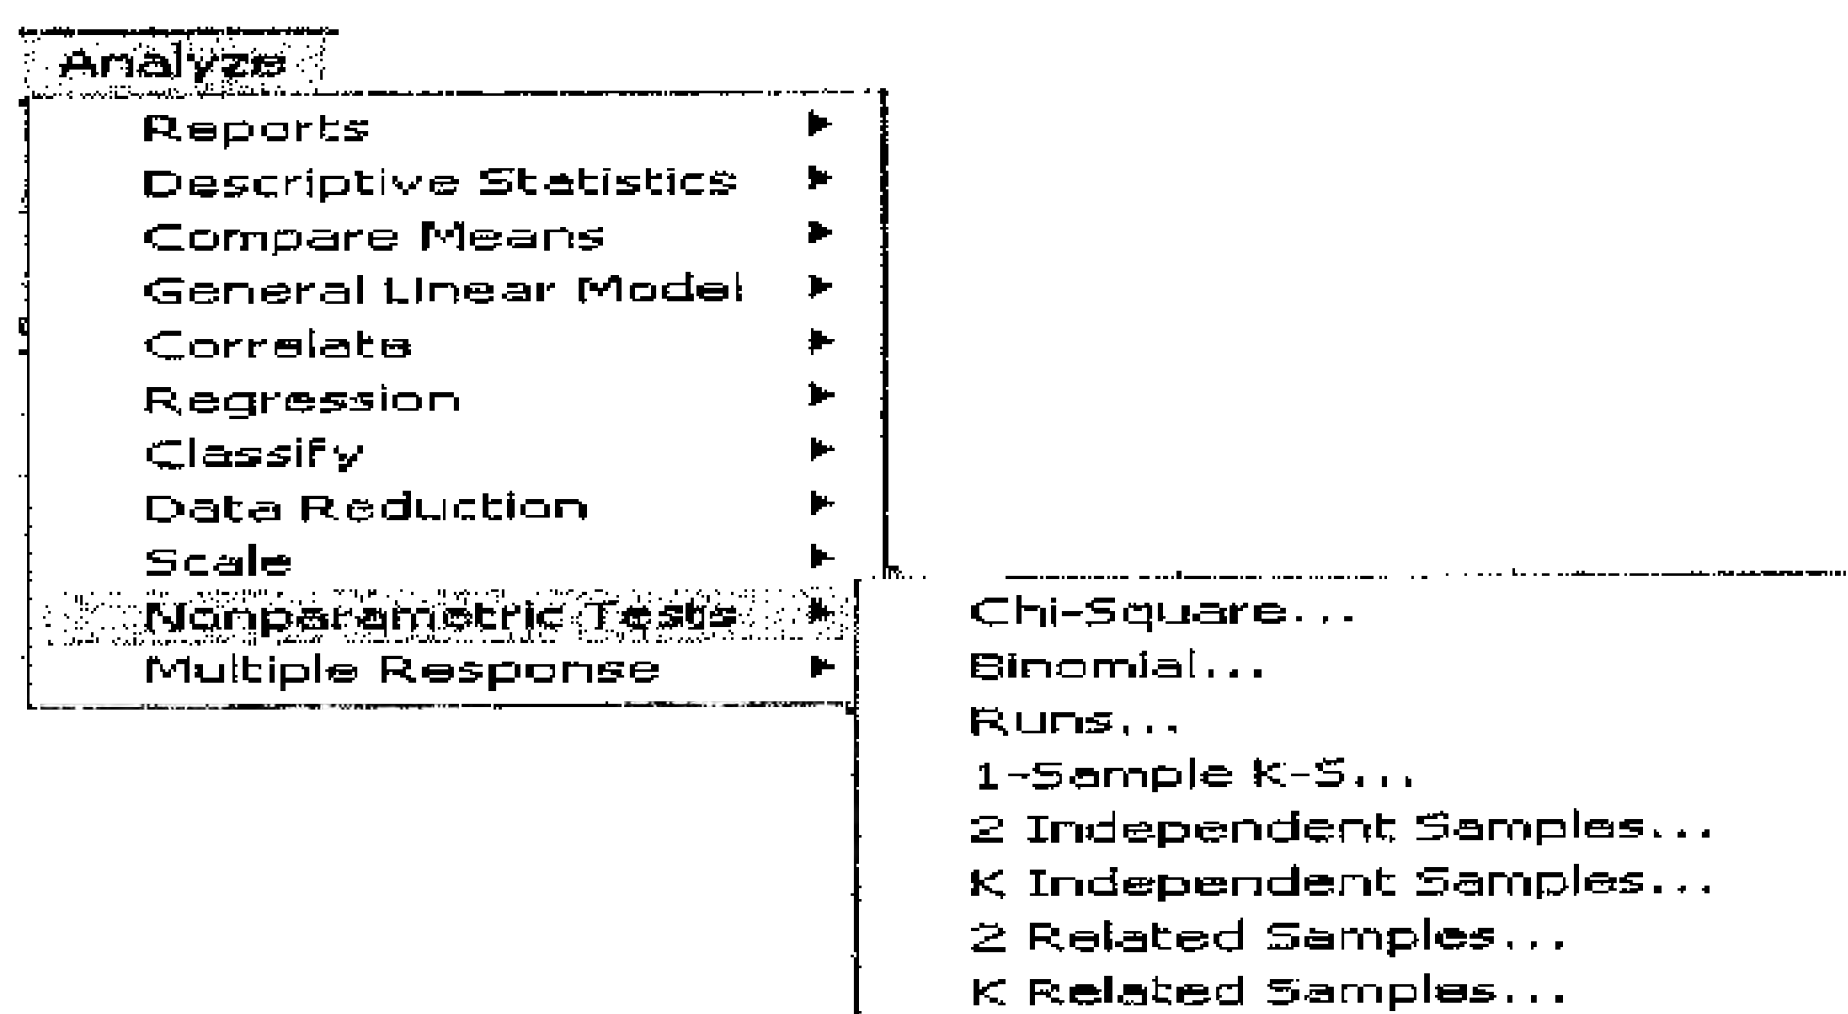 Analyze
Reports
Descriptive Statistics
Compare Means
General Linear Model
Correlate
Regression
Classify
Data Reduction
Scale
Nonparametric Tests
Multiple Response
Chi-Square...
Binomial...
Runs...
1-Sample K-S...
2 Independent Samples...
K Independent Samples...
2 Related Samples...
K Related Samples...